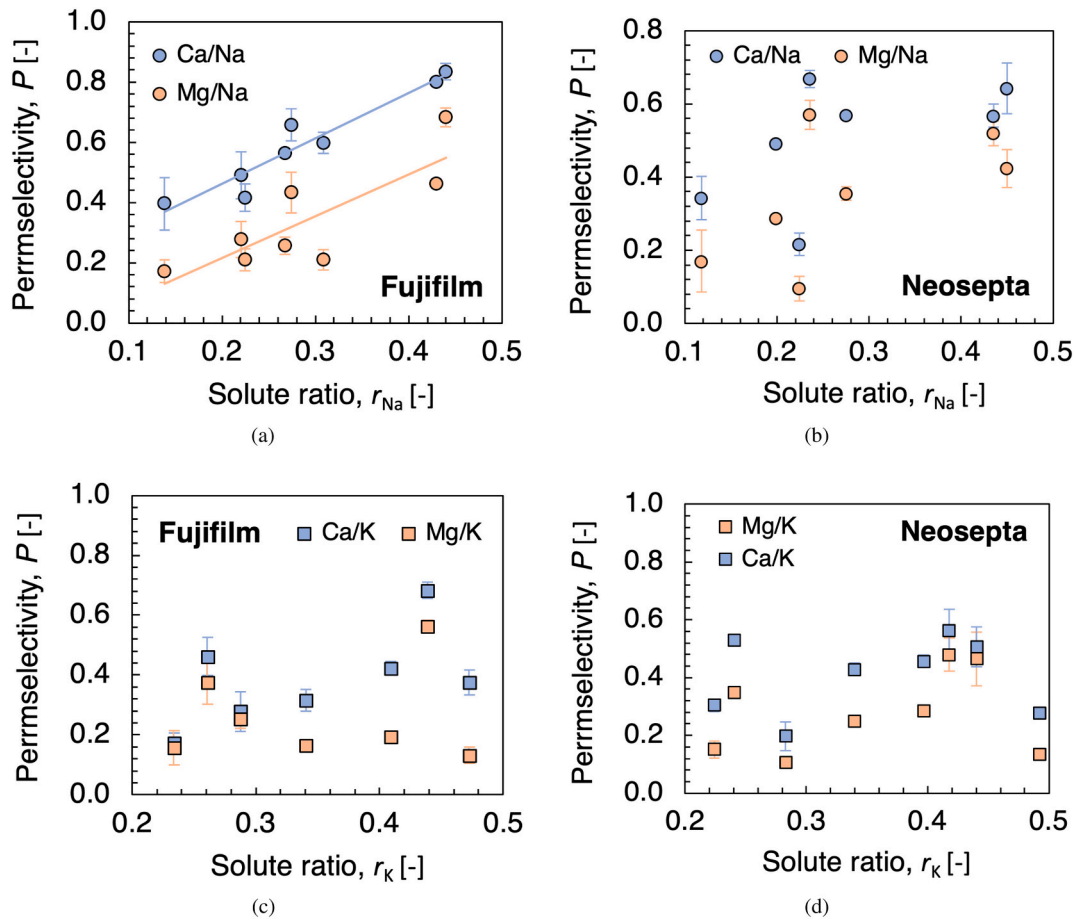 Perrmselectivity, P [-]
1.0
0.8
0.6
0.4
0.2
0.0
Ca/Na
Mg/Na
Fujifilm
0.1 0.2 0.3 0.4 0.5
Solute ratio, rNa [-]
(a)
Perrmselectivity, P [-]
0.8
0.6
0.4
0.2
0.0
Ca/Na Mg/Na
Neosepta
0.1 0.2 0.3 0.4 0.5
Solute ratio, rNa [-]
(b)
Perrmselectivity, P [-]
1.0
0.8
0.6
0.4
0.2
0.0
Fujifilm Ca/K Mg/K
0.2 0.3 0.4 0.5
Solute ratio, rK [-]
(c)
Perrmselectivity, P [-]
1.0
0.8
0.6
0.4
0.2
0.0
Mg/K
Ca/K
Neosepta
0.2 0.3 0.4 0.5
Solute ratio, rK [-]
(d)